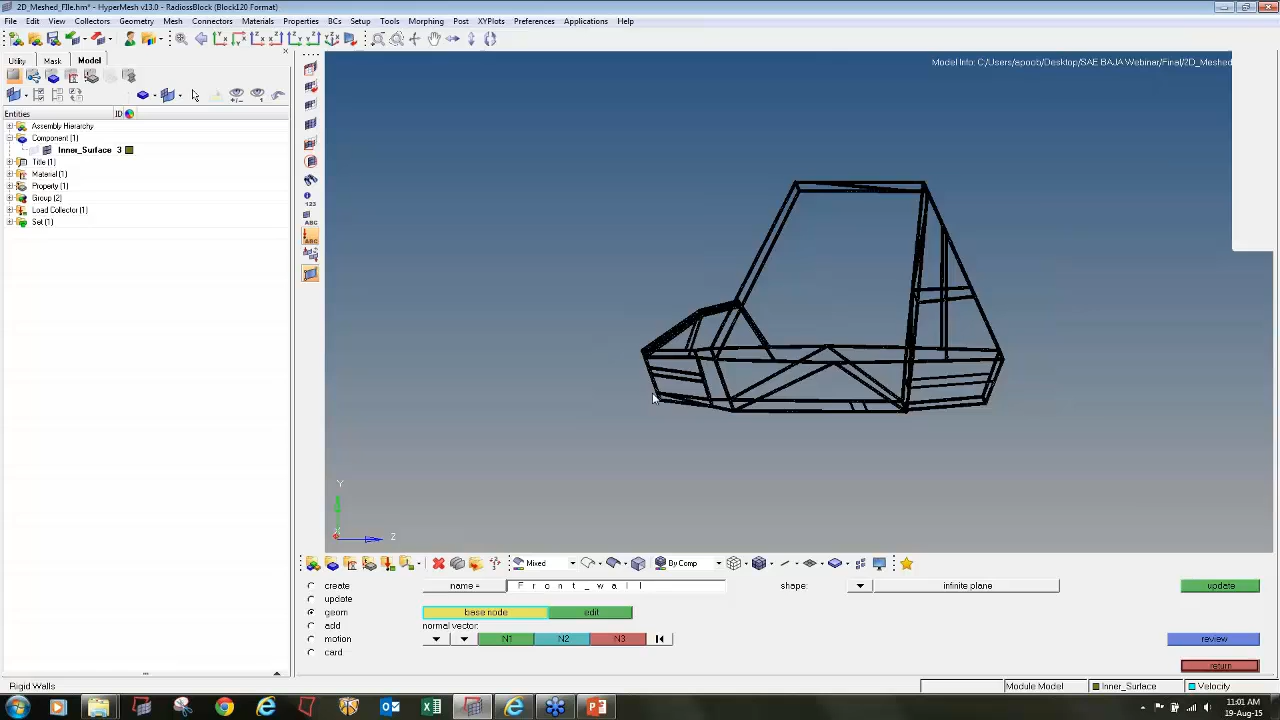 2D_Meshed_FIle.hm* - HyperMesh v13.0 - RadiossBlock (Block120 Format)
File Edit View Collectors Geometry Mesh Connectors Materials Properties BCs Setup Tools Morphing Post XYPlots Preferences Applications Help
Utility Mask Model
Entities ID
Assembly Hierarchy
Component (1)
Inner_Surface 3
Title (1)
Material (1)
Property (1)
Group (2)
Load Collector (1)
Set (1)
Model Info: C:/Users/apoob/Desktop/SAE BAJA Webinar/Final/2D_Meshed
123
ABC
ABC
Y
X
Z
Mixed By Comp
create name = Front_wall shape: infinite plane update
update
geom base node edit
add normal vector:
motion N1 N2 N3 review
card
return
Rigid Walls Module Model Inner_Surface Velocity
11:01 AM
19-Aug-15